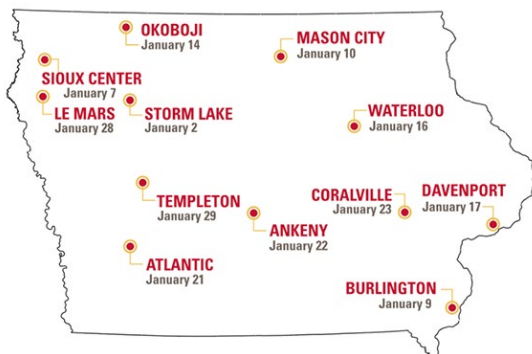 OKOBOJI
January 14
MASON CITY
January 10
SIOUX CENTER
January 7
LE MARS
January 28
STORM LAKE
January 2
WATERLOO
January 16
TEMPLETON
January 29
CORALVILLE
January 23
DAVENPORT
January 17
ANKENY
January 22
ATLANTIC
January 21
BURLINGTON
January 9